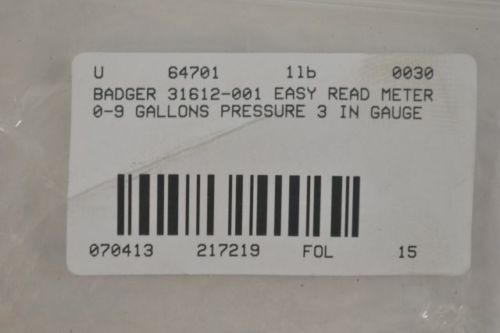 U 64701 1lb 0030
BADGER 31612-001 EASY READ METER
0-9 GALLONS PRESSURE 3 IN GAUGE
070413 217219 FOL 15